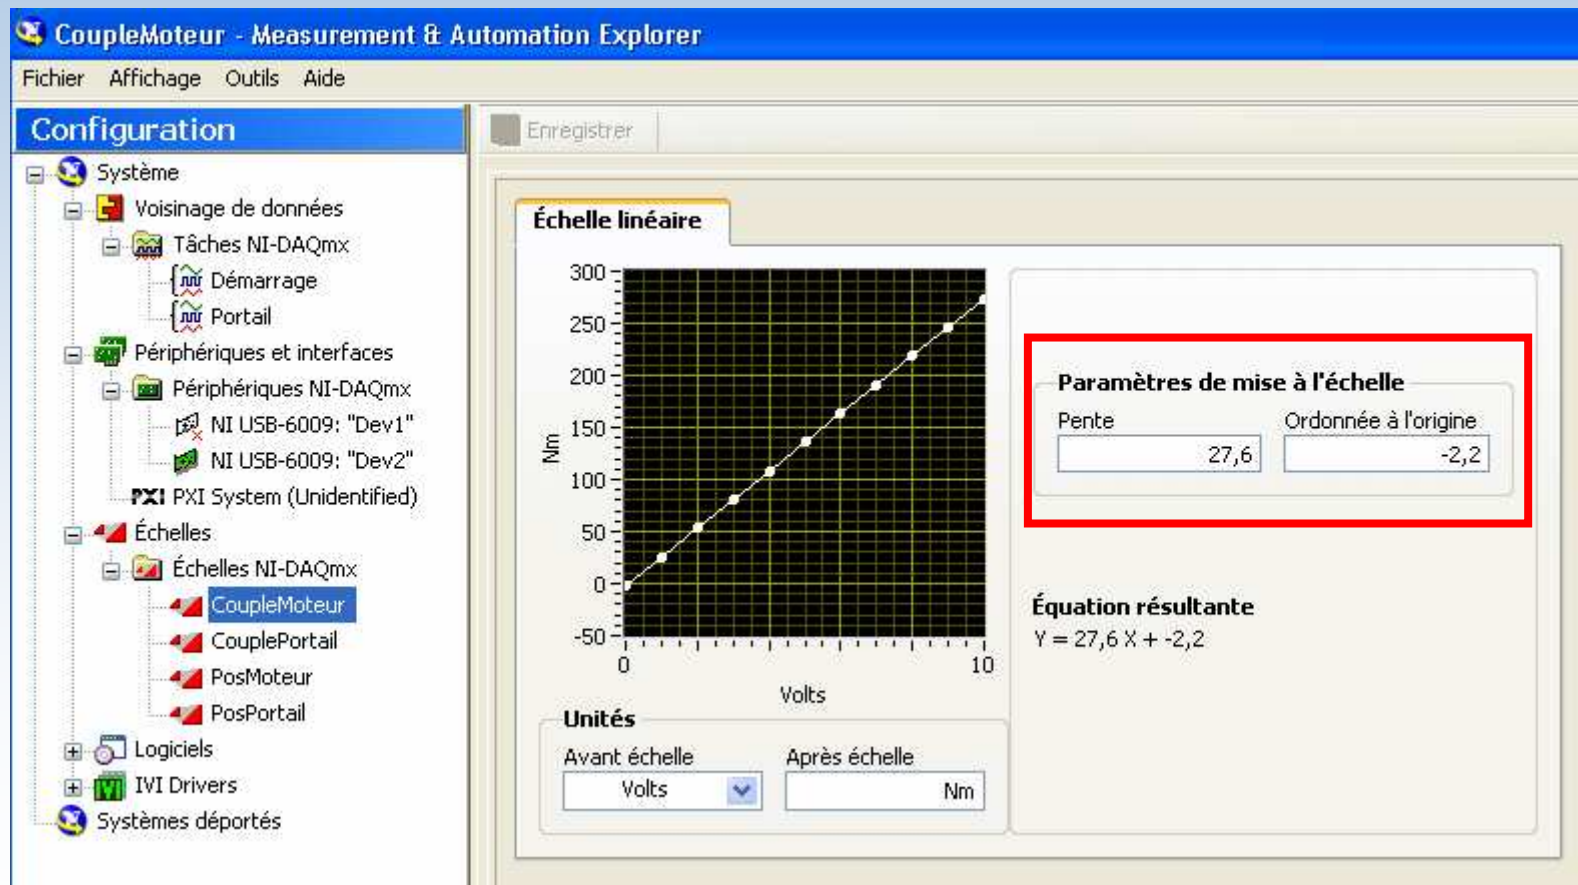 CoupleMoteur - Measurement & Automation Explorer
Fichier Affichage Outils Aide
Configuration
Système
Voisinage de données
Tâches NI-DAQmx
Démarrage
Portail
Périphériques et interfaces
Périphériques NI-DAQmx
NI USB-6009: "Dev1"
NI USB-6009: "Dev2"
PXI PXI System (Unidentified)
Échelles
Échelles NI-DAQmx
CoupleMoteur
CouplePortail
PosMoteur
PosPortail
Logiciels
IVI IVI Drivers
Systèmes déportés
Enregistrer
Échelle linéaire
300
250
200
150
100
50
0
-50
Nm
0 10
Volts
Unités
Avant échelle Après échelle
Volts Nm
Paramètres de mise à l'échelle
Pente Ordonnée à l'origine
27,6 -2,2
Équation résultante
Y = 27,6 X + -2,2